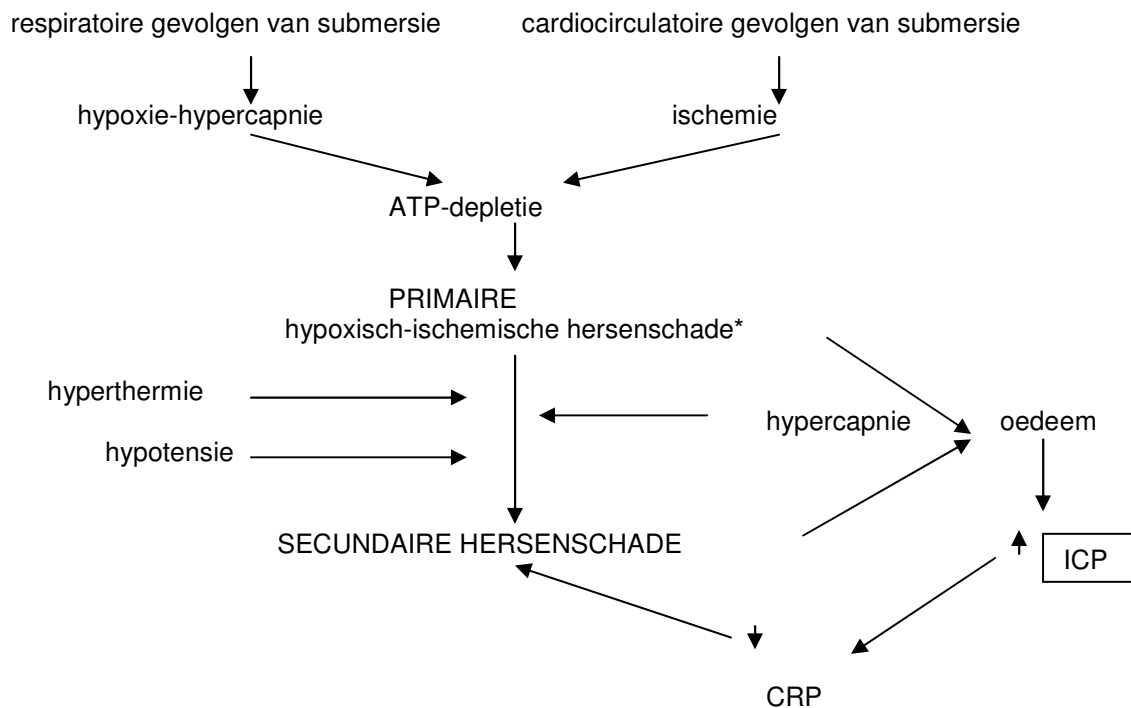 respiratoire gevolgen van submersie cardiocirculatoire gevolgen van submersie
hypoxie-hypercapnie ischemie
ATP-depletie
PRIMAIRE
hypoxisch-ischemische hersenschade*
hyperthermie
hypercapnie oedeem
hypotensie
SECUNDAIRE HERSENSCHADE
ICP
CRP